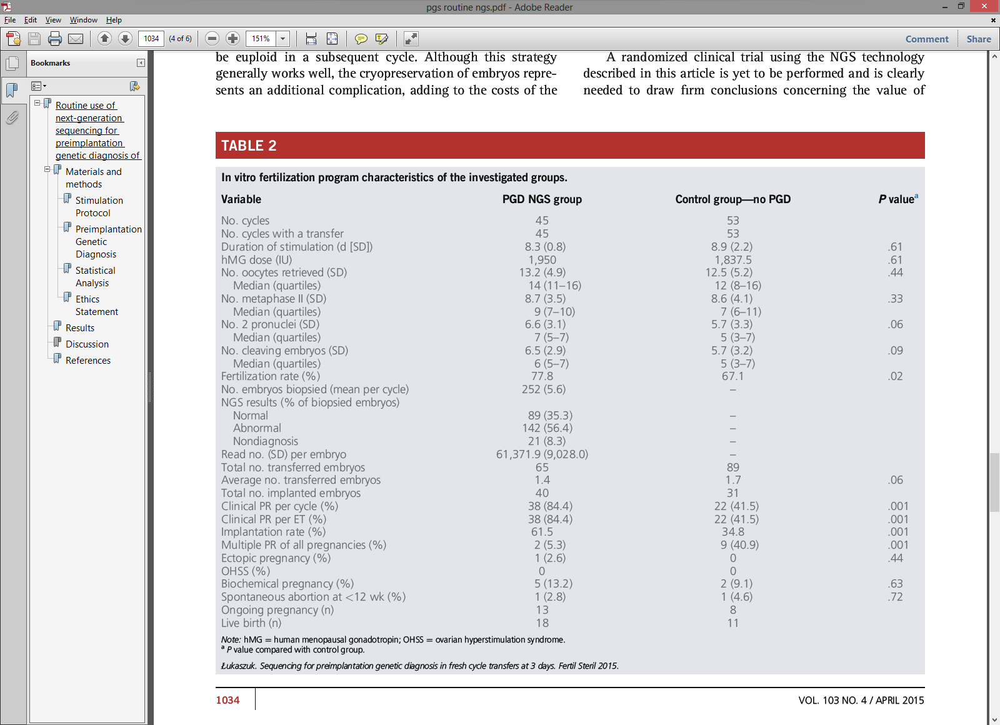 pgs routine ngs.pdf - Adobe Reader
File Edit View Window Help
1034 (4 of 6) 151% Comment Share
Bookmarks
Routine use of
next-generation
sequencing for
preimplantation
genetic diagnosis of
Materials and
methods
Stimulation
Protocol
Preimplantation
Genetic
Diagnosis
Statistical
Analysis
Ethics
Statement
Results
Discussion
References
be euploid in a subsequent cycle. Although this strategy
generally works well, the cryopreservation of embryos repre-
sents an additional complication, adding to the costs of the
A randomized clinical trial using the NGS technology
described in this article is yet to be performed and is clearly
needed to draw firm conclusions concerning the value of
TABLE 2
In vitro fertilization program characteristics of the investigated groups.
Variable PGD NGS group Control group—no PGD P value^a
No. cycles 45 53
No. cycles with a transfer 45 53
Duration of stimulation (d [SD]) 8.3 (0.8) 8.9 (2.2) .61
hMG dose (IU) 1,950 1,837.5 .61
No. oocytes retrieved (SD) 13.2 (4.9) 12.5 (5.2) .44
Median (quartiles) 14 (11–16) 12 (8–16)
No. metaphase II (SD) 8.7 (3.5) 8.6 (4.1) .33
Median (quartiles) 9 (7–10) 7 (6–11)
No. 2 pronuclei (SD) 6.6 (3.1) 5.7 (3.3) .06
Median (quartiles) 7 (5–7) 5 (3–7)
No. cleaving embryos (SD) 6.5 (2.9) 5.7 (3.2) .09
Median (quartiles) 6 (5–7) 5 (3–7)
Fertilization rate (%) 77.8 67.1 .02
No. embryos biopsied (mean per cycle) 252 (5.6) –
NGS results (% of biopsied embryos)
Normal 89 (35.3) –
Abnormal 142 (56.4) –
Nondiagnosis 21 (8.3) –
Read no. (SD) per embryo 61,371.9 (9,028.0) –
Total no. transferred embryos 65 89
Average no. transferred embryos 1.4 1.7 .06
Total no. implanted embryos 40 31
Clinical PR per cycle (%) 38 (84.4) 22 (41.5) .001
Clinical PR per ET (%) 38 (84.4) 22 (41.5) .001
Implantation rate (%) 61.5 34.8 .001
Multiple PR of all pregnancies (%) 2 (5.3) 9 (40.9) .001
Ectopic pregnancy (%) 1 (2.6) 0 .44
OHSS (%) 0 0
Biochemical pregnancy (%) 5 (13.2) 2 (9.1) .63
Spontaneous abortion at <12 wk (%) 1 (2.8) 1 (4.6) .72
Ongoing pregnancy (n) 13 8
Live birth (n) 18 11
Note: hMG = human menopausal gonadotropin; OHSS = ovarian hyperstimulation syndrome.
^a P value compared with control group.
Łukaszuk. Sequencing for preimplantation genetic diagnosis in fresh cycle transfers at 3 days. Fertil Steril 2015.
1034 VOL. 103 NO. 4 / APRIL 2015